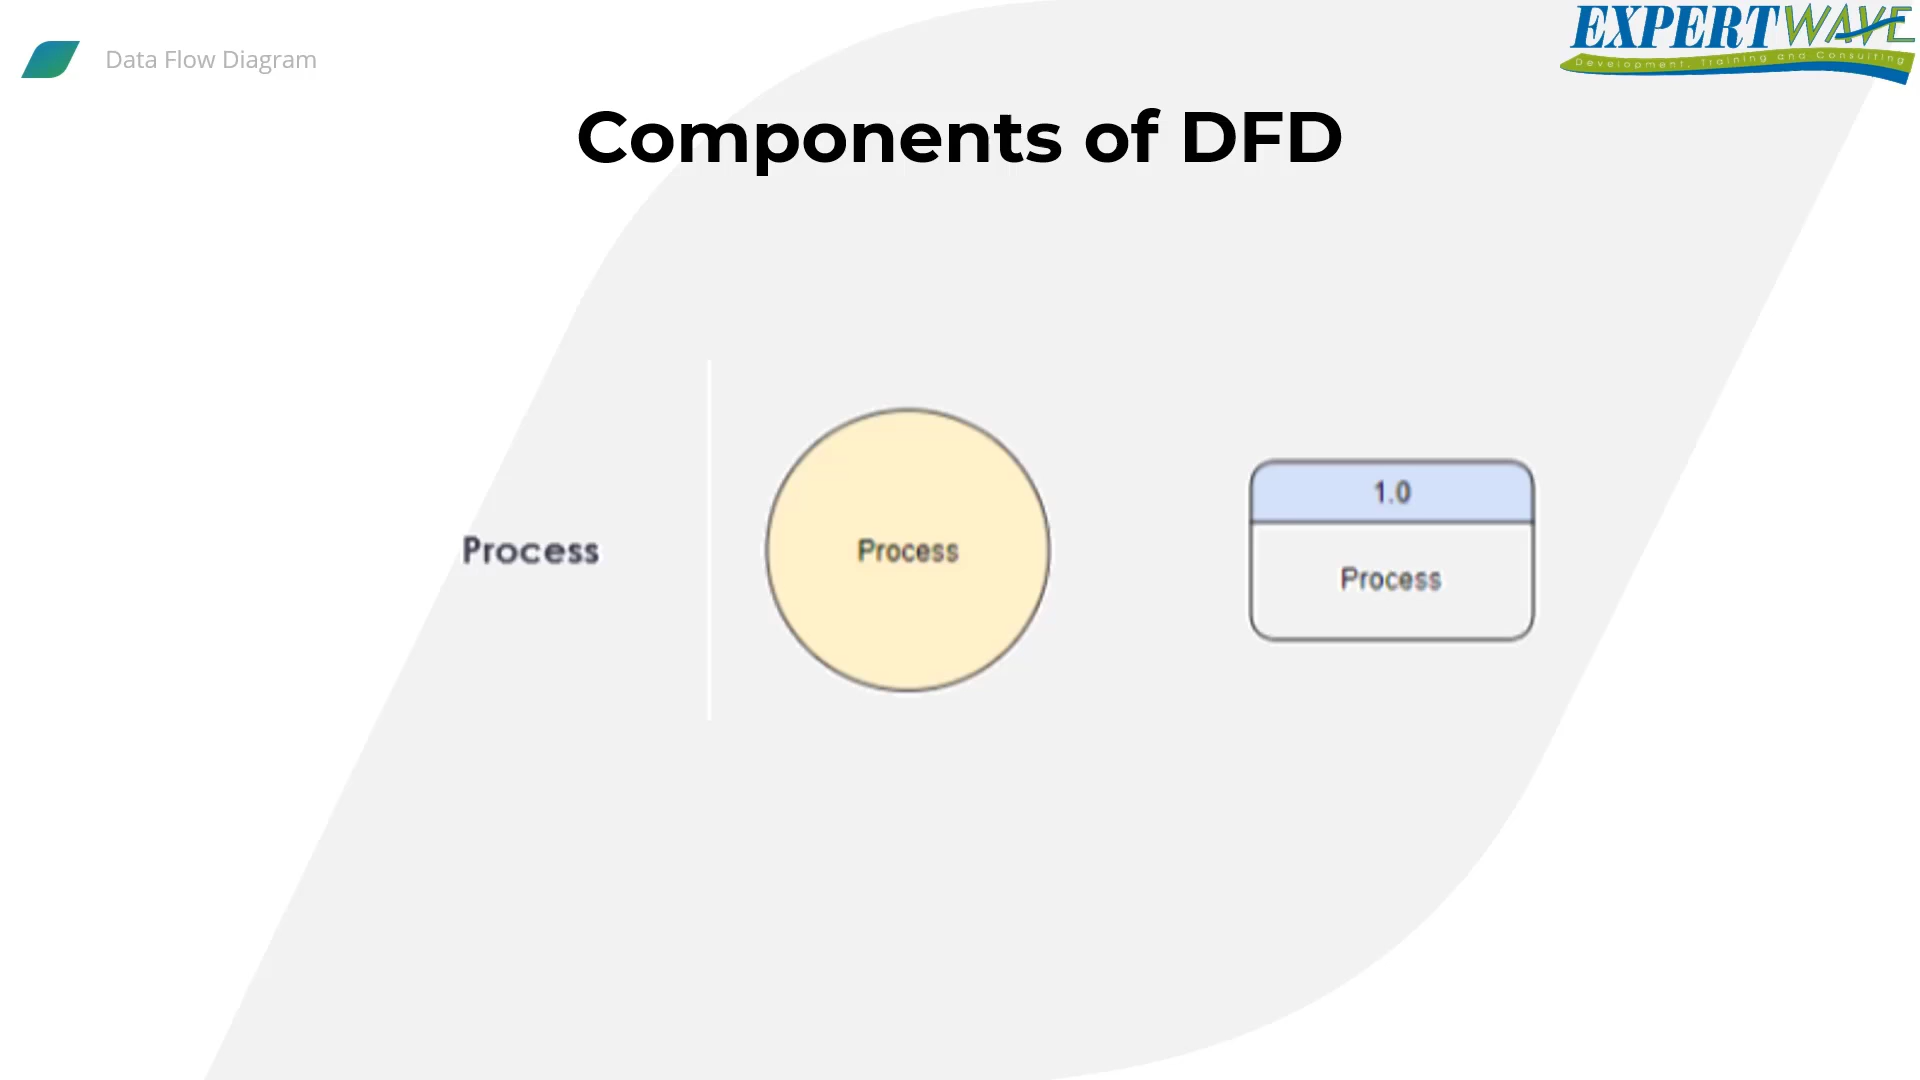 Data Flow Diagram
EXPERTWAVE
Development, Training and Consulting
Components of DFD
Process
Process
1.0
Process